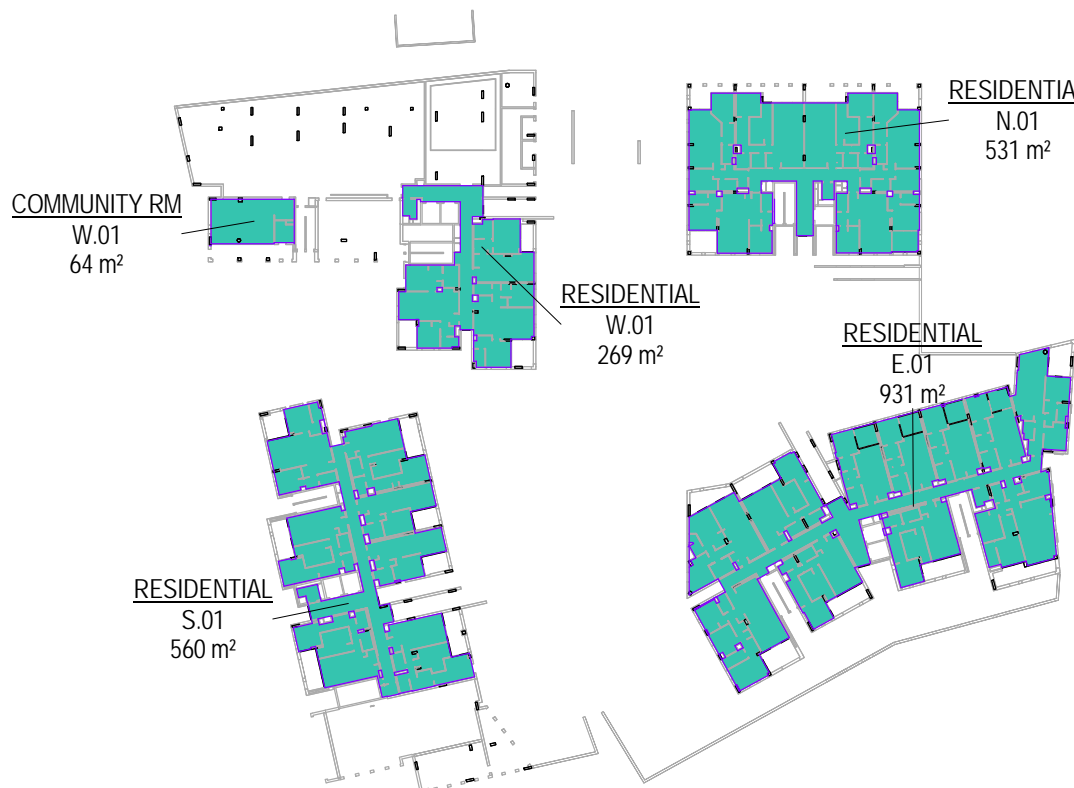 RESIDENTIA
N.01
531 m²
COMMUNITY RM
W.01
64 m²
RESIDENTIAL
W.01
269 m²
RESIDENTIAL
E.01
931 m²
RESIDENTIAL
S.01
560 m²